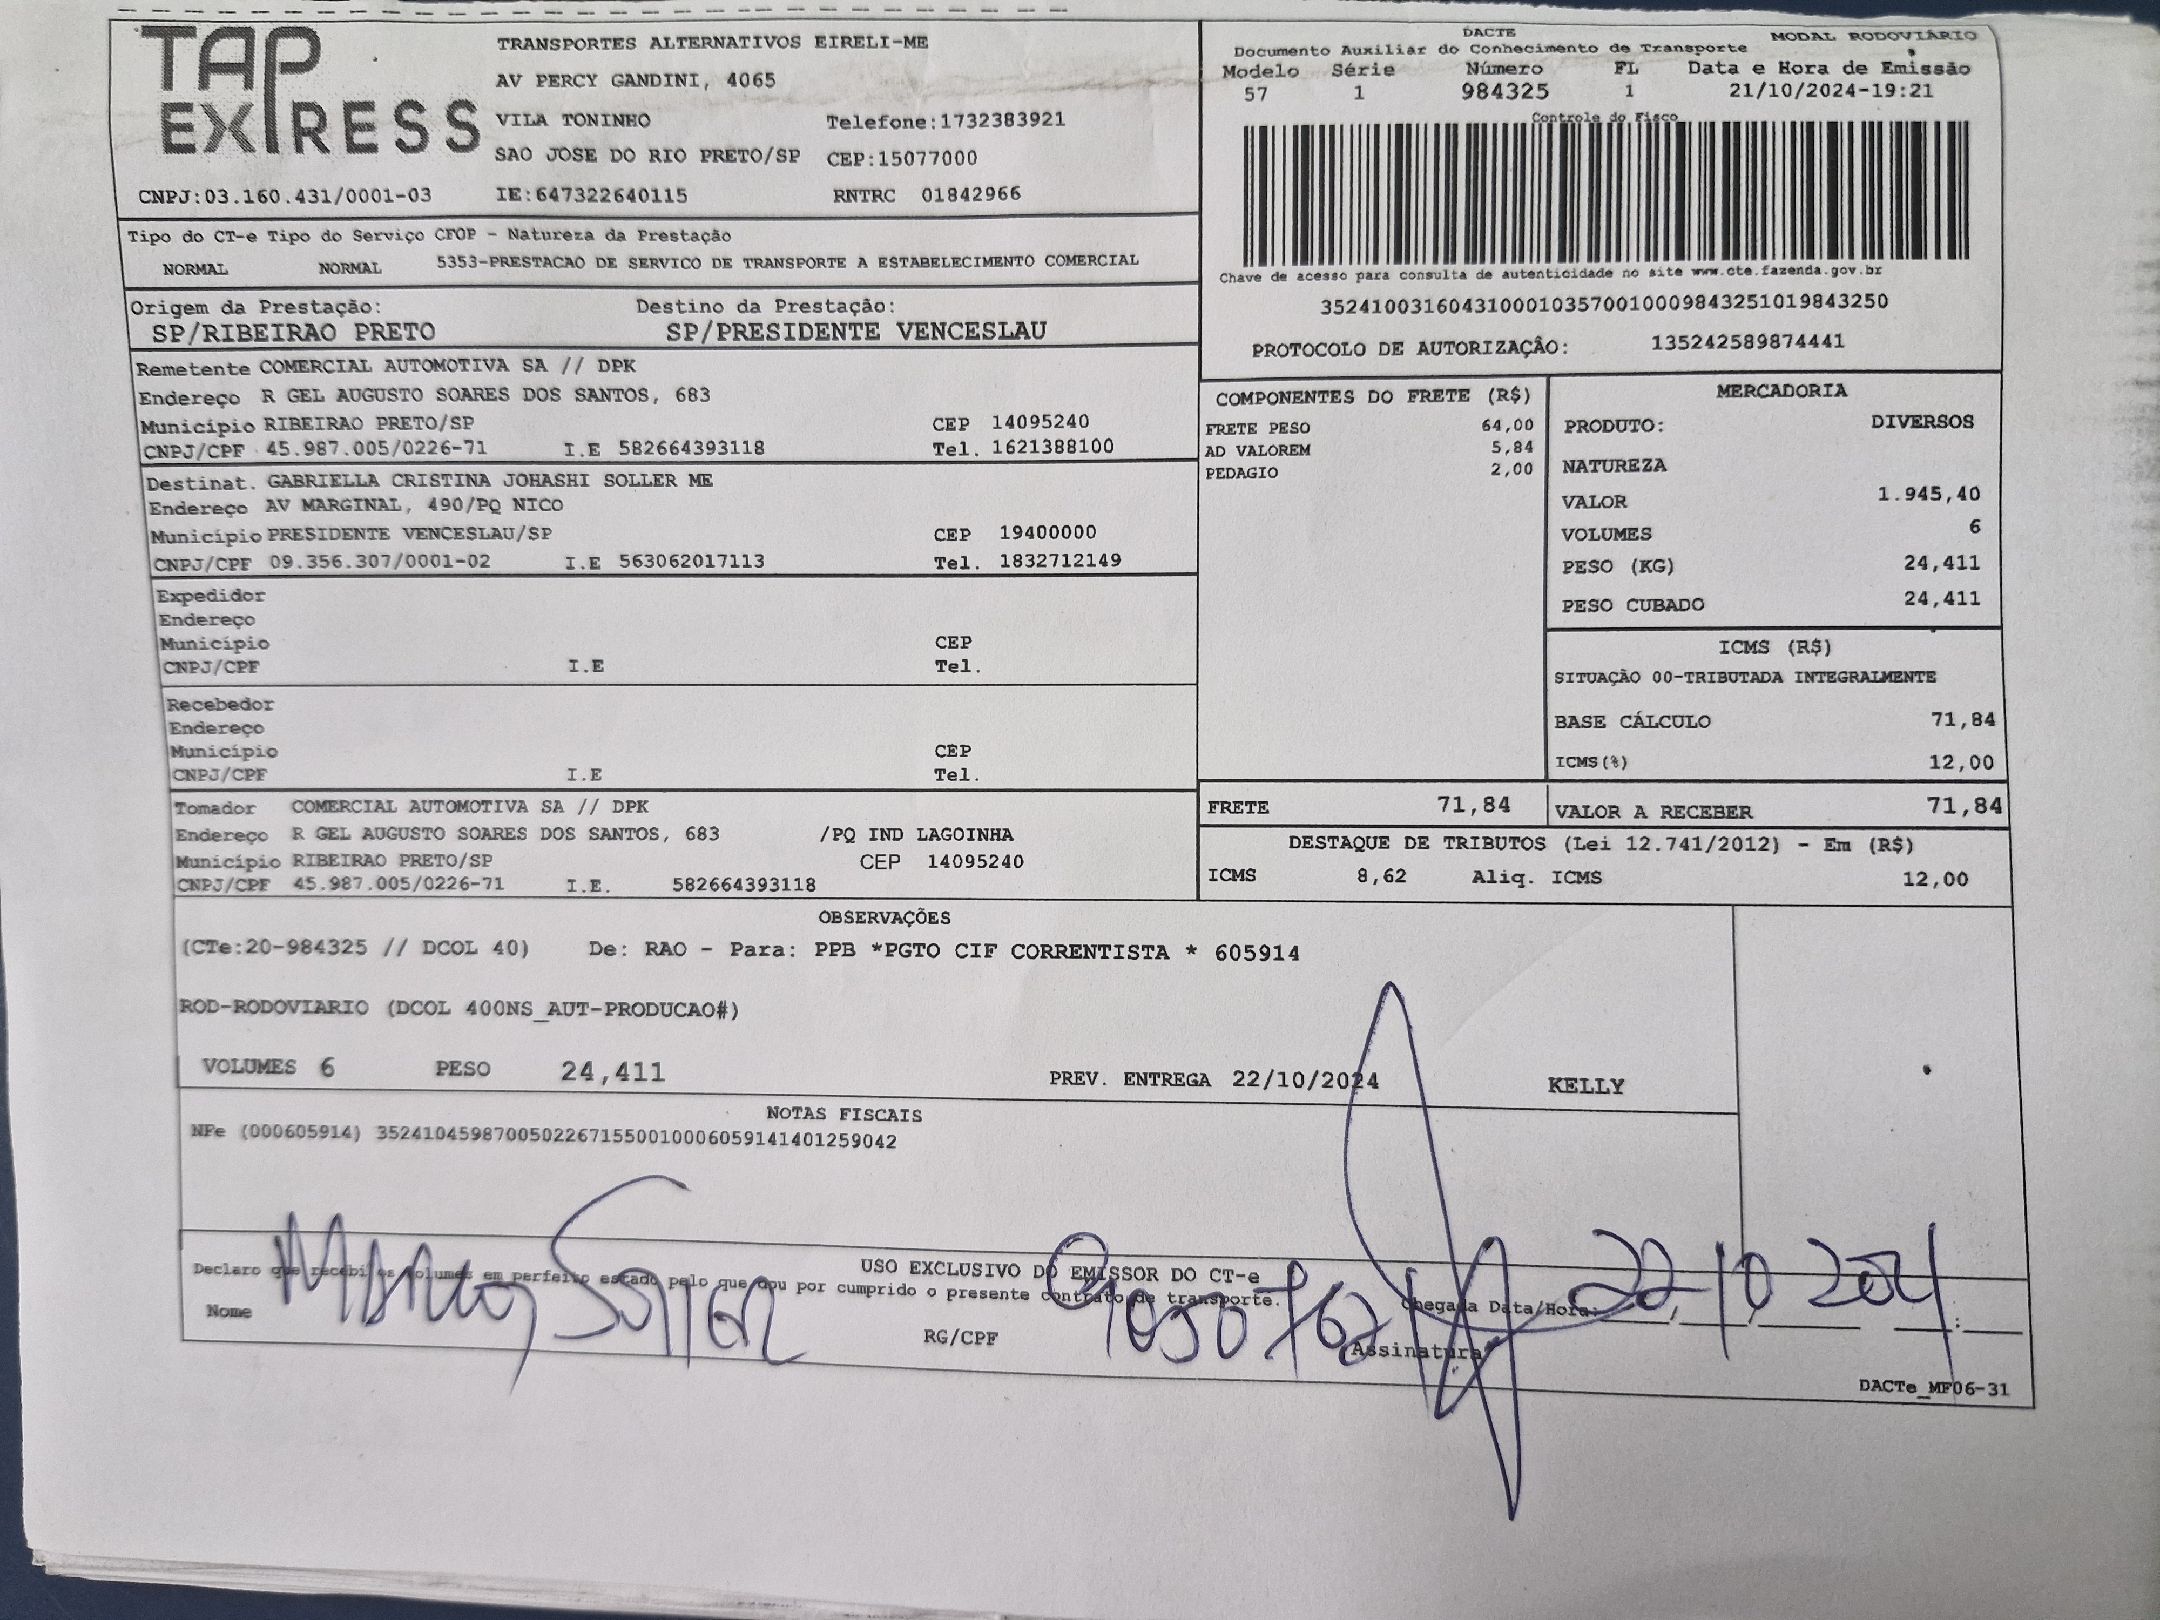 TAP
EXPRESS
TRANSPORTES ALTERNATIVOS EIRELI-ME
AV PERCY GANDINI, 4065
VILA TONINHO Telefone:1732383921
SAO JOSE DO RIO PRETO/SP CEP:15077000
CNPJ:03.160.431/0001-03 IE:647322640115 RNTRC 01842966
DACTE MODAL RODOVIÁRIO
Documento Auxiliar do Conhecimento de Transporte
Modelo Série Número FL Data e Hora de Emissão
57 1 984325 1 21/10/2024-19:21
Controle do Fisco
Chave de acesso para consulta de autenticidade no site www.cte.fazenda.gov.br
35241003160431000103570010009843251019843250
PROTOCOLO DE AUTORIZAÇÃO: 135242589874441
Tipo do CT-e Tipo do Serviço CFOP - Natureza da Prestação
NORMAL NORMAL 5353-PRESTACAO DE SERVICO DE TRANSPORTE A ESTABELECIMENTO COMERCIAL
Origem da Prestação: Destino da Prestação:
SP/RIBEIRAO PRETO SP/PRESIDENTE VENCESLAU
Remetente COMERCIAL AUTOMOTIVA SA // DPK
Endereço R GEL AUGUSTO SOARES DOS SANTOS, 683
Município RIBEIRAO PRETO/SP CEP 14095240
CNPJ/CPF 45.987.005/0226-71 I.E 582664393118 Tel. 1621388100
Destinat. GABRIELLA CRISTINA JOHASHI SOLLER ME
Endereço AV MARGINAL, 490/PQ NICO
Município PRESIDENTE VENCESLAU/SP CEP 19400000
CNPJ/CPF 09.356.307/0001-02 I.E 563062017113 Tel. 1832712149
Expedidor
Endereço
Município CEP
CNPJ/CPF I.E Tel.
Recebedor
Endereço
Município CEP
CNPJ/CPF I.E Tel.
Tomador COMERCIAL AUTOMOTIVA SA // DPK
Endereço R GEL AUGUSTO SOARES DOS SANTOS, 683 /PQ IND LAGOINHA
Município RIBEIRAO PRETO/SP CEP 14095240
CNPJ/CPF 45.987.005/0226-71 I.E. 582664393118
COMPONENTES DO FRETE (R$)
FRETE PESO 64,00
AD VALOREM 5,84
PEDAGIO 2,00
MERCADORIA
PRODUTO: DIVERSOS
NATUREZA
VALOR 1.945,40
VOLUMES 6
PESO (KG) 24,411
PESO CUBADO 24,411
ICMS (R$)
SITUAÇÃO 00-TRIBUTADA INTEGRALMENTE
BASE CÁLCULO 71,84
ICMS(%) 12,00
FRETE 71,84 VALOR A RECEBER 71,84
DESTAQUE DE TRIBUTOS (Lei 12.741/2012) - Em (R$)
ICMS 8,62 Aliq. ICMS 12,00
OBSERVAÇÕES
(CTe:20-984325 // DCOL 40) De: RAO - Para: PPB *PGTO CIF CORRENTISTA * 605914
ROD-RODOVIARIO (DCOL 400NS_AUT-PRODUCAO#)
VOLUMES 6 PESO 24,411 PREV. ENTREGA 22/10/2024 KELLY
NOTAS FISCAIS
NFe (000605914) 35241045987005022671550010006059141401259042
USO EXCLUSIVO DO EMISSOR DO CT-e
Declaro que recebi os volumes em perfeito estado pelo que dou por cumprido o presente contrato de transporte.
Nome Marcos Soller RG/CPF Assinatura Chegada Data/Hora: 22-10
DACTe_MF06-31